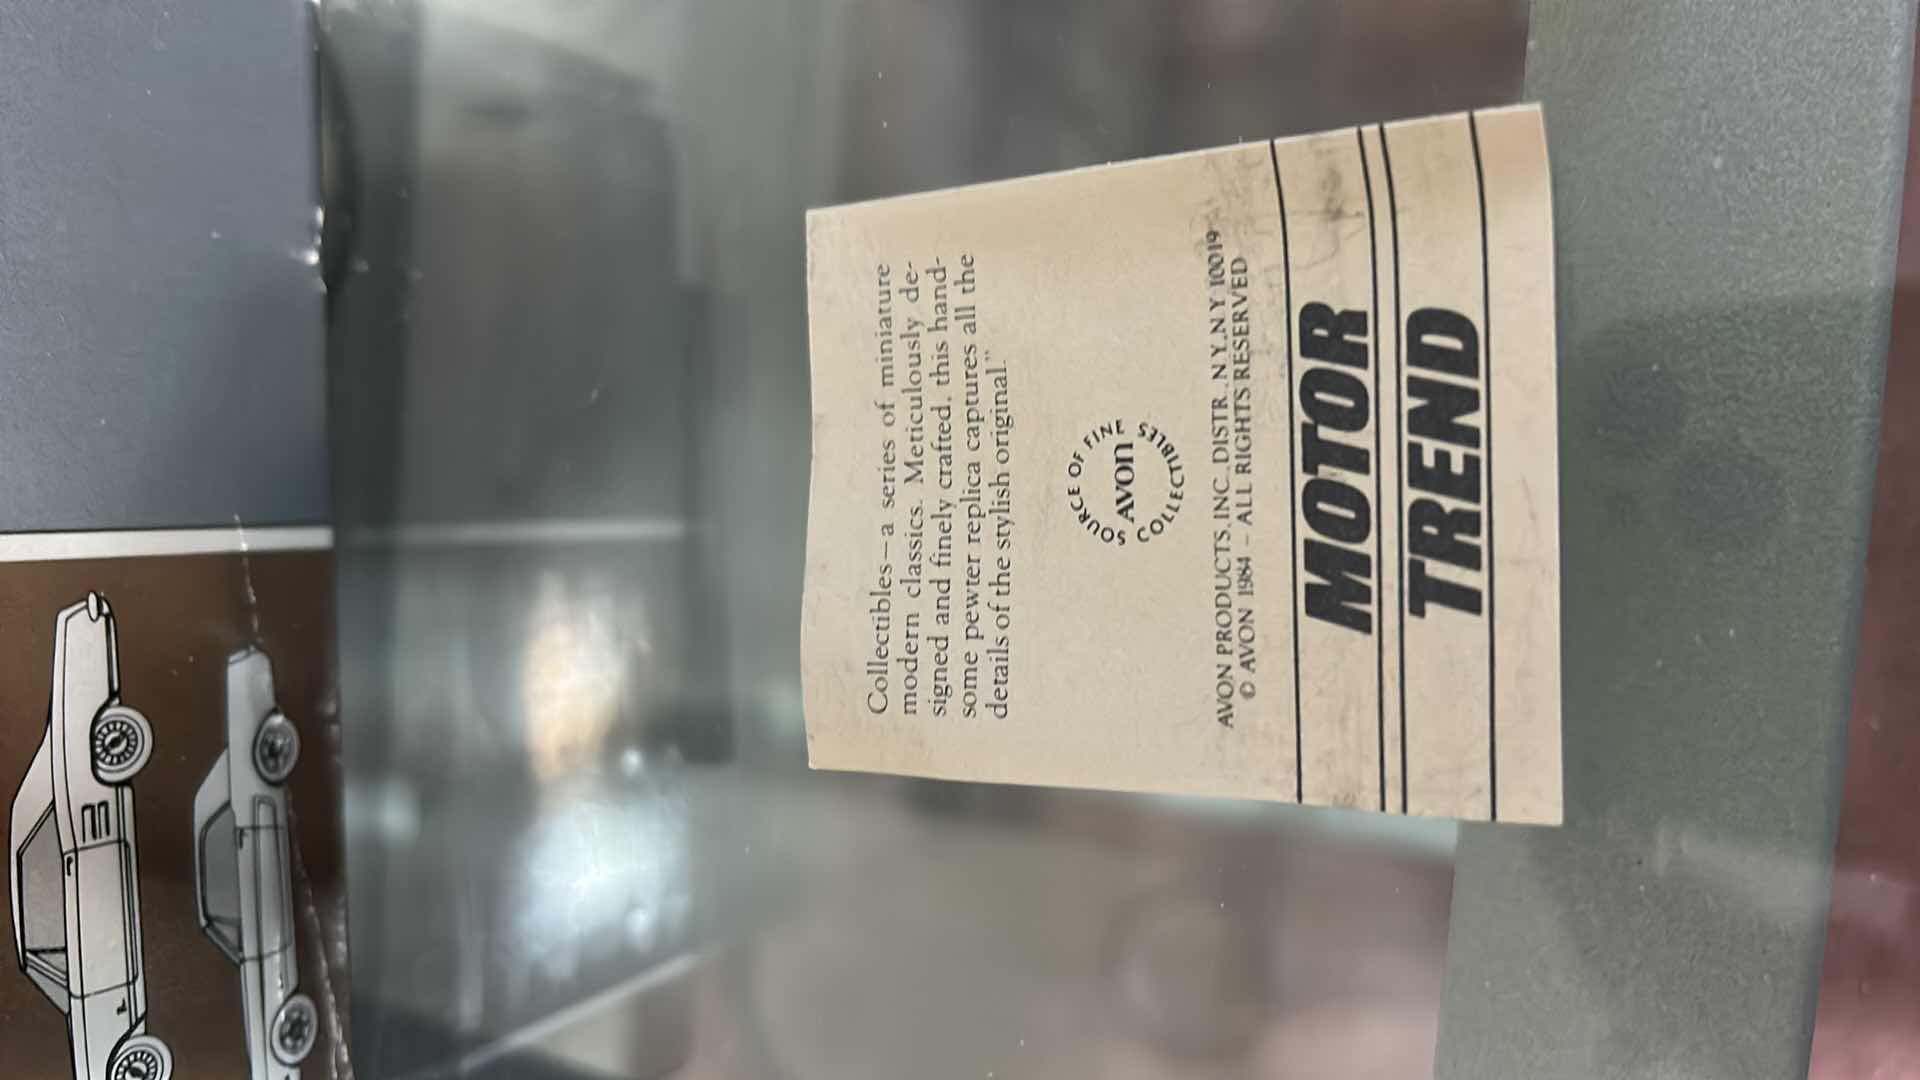 Collectibles—a series of miniature
modern classics. Meticulously de-
signed and finely crafted, this hand-
some pewter replica captures all the
details of the stylish original."
SOURCE OF FINE
AVON
COLLECTIBLES
AVON PRODUCTS, INC., DISTR., N.Y., N.Y. 10019
© AVON 1984 – ALL RIGHTS RESERVED
MOTOR
TREND